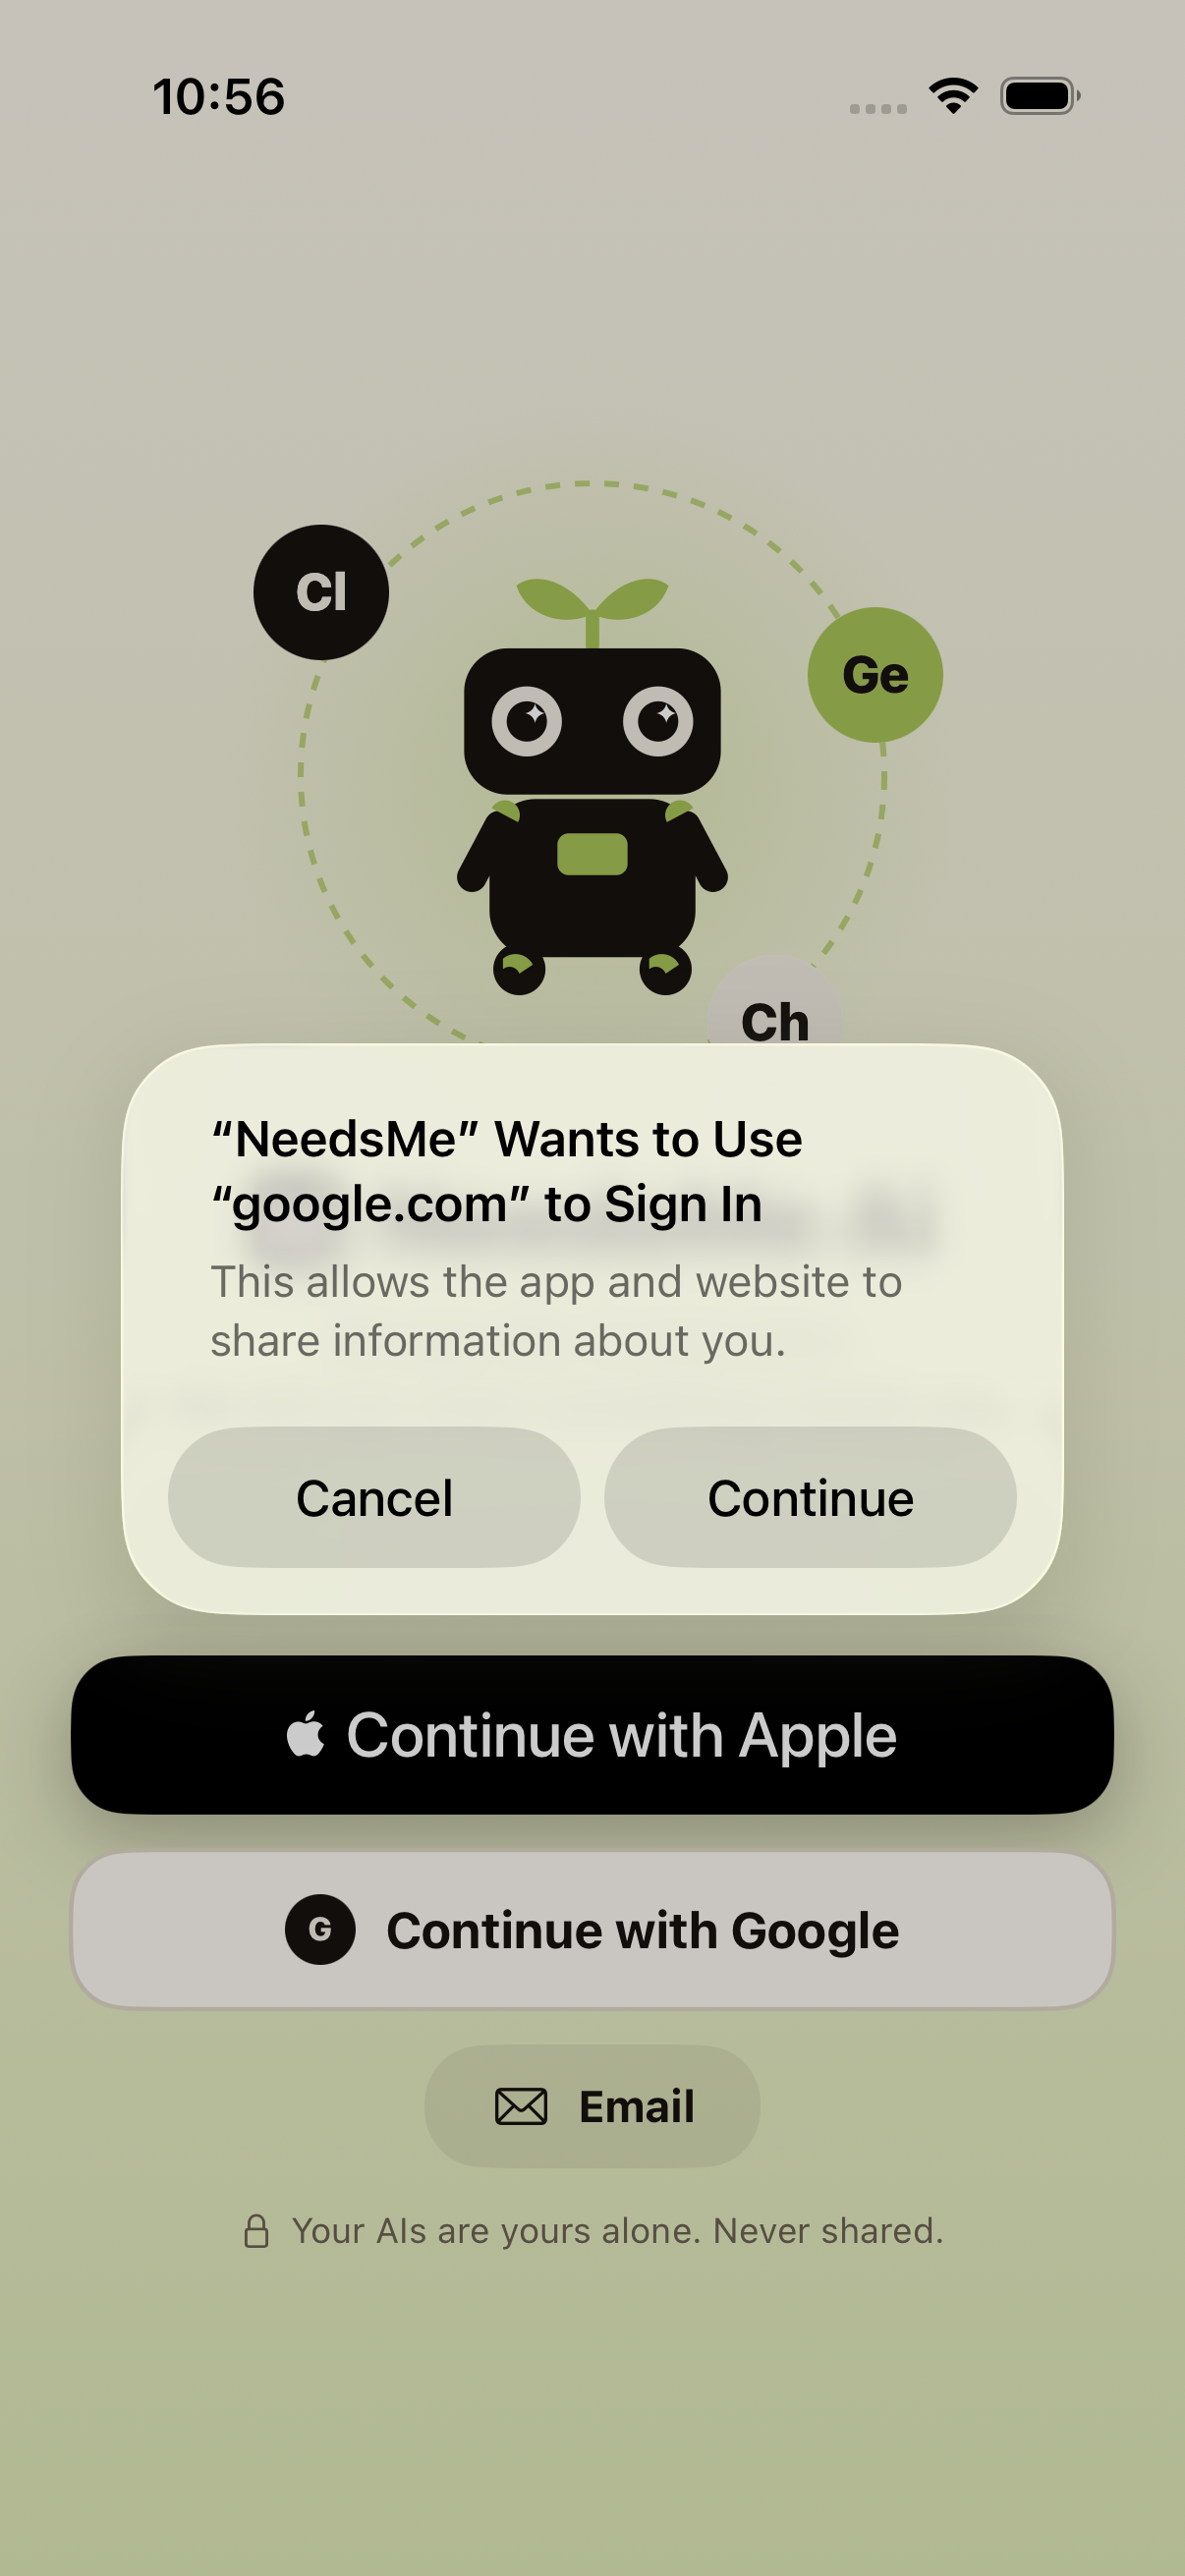 10:56
Cl
Ge
Ch
“NeedsMe” Wants to Use
“google.com” to Sign In
This allows the app and website to
share information about you.
Cancel
Continue
Continue with Apple
G
Continue with Google
Email
Your AIs are yours alone. Never shared.